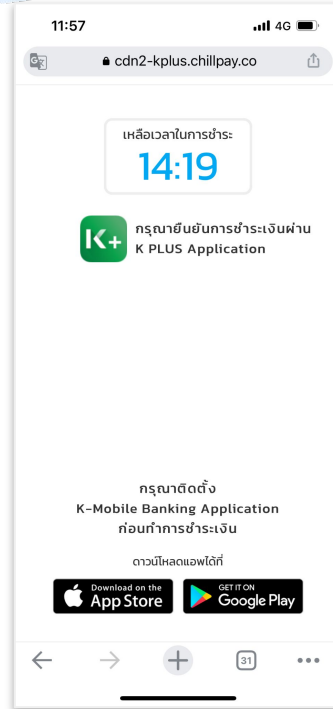 11:57
4G
cdn2-kplus.chillpay.co
เหลือเวลาในการชำระ
14:19
K+
กรุณายืนยันการชำระเงินผ่าน
K PLUS Application
กรุณาติดตั้ง
K-Mobile Banking Application
ก่อนทำการชำระเงิน
ดาวน์โหลดแอพได้ที่
Download on the
App Store
GET IT ON
Google Play
31